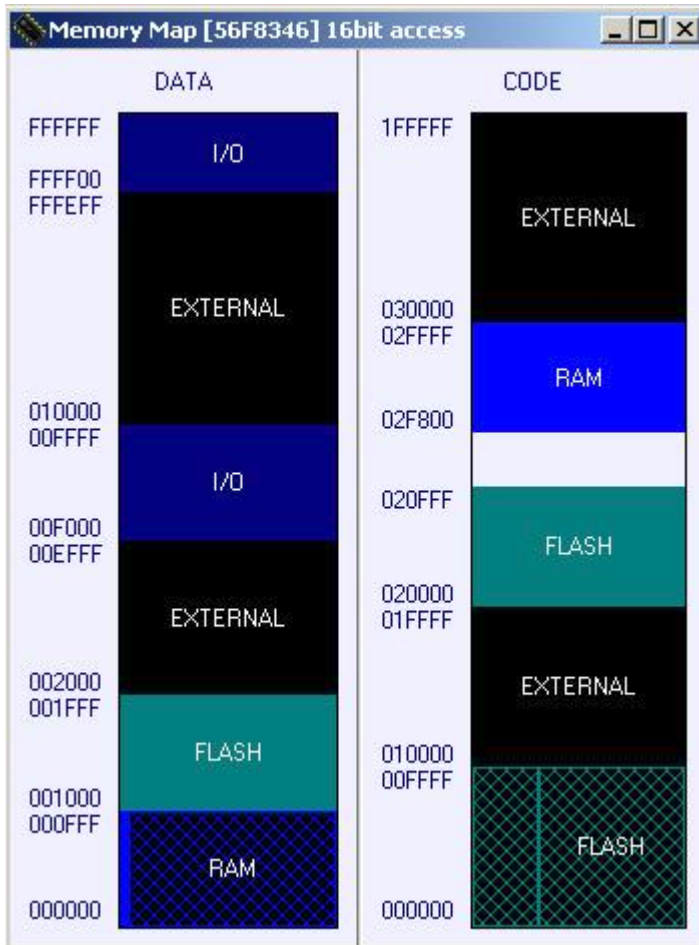 Memory Map [56F8346] 16bit access
DATA
FFFFFF
I/O
FFFF00
FFFEFF
EXTERNAL
010000
00FFFF
I/O
00F000
00EFFF
EXTERNAL
002000
001FFF
FLASH
001000
000FFF
RAM
000000
CODE
1FFFFF
EXTERNAL
030000
02FFFF
RAM
02F800
020FFF
FLASH
020000
01FFFF
EXTERNAL
010000
00FFFF
FLASH
000000